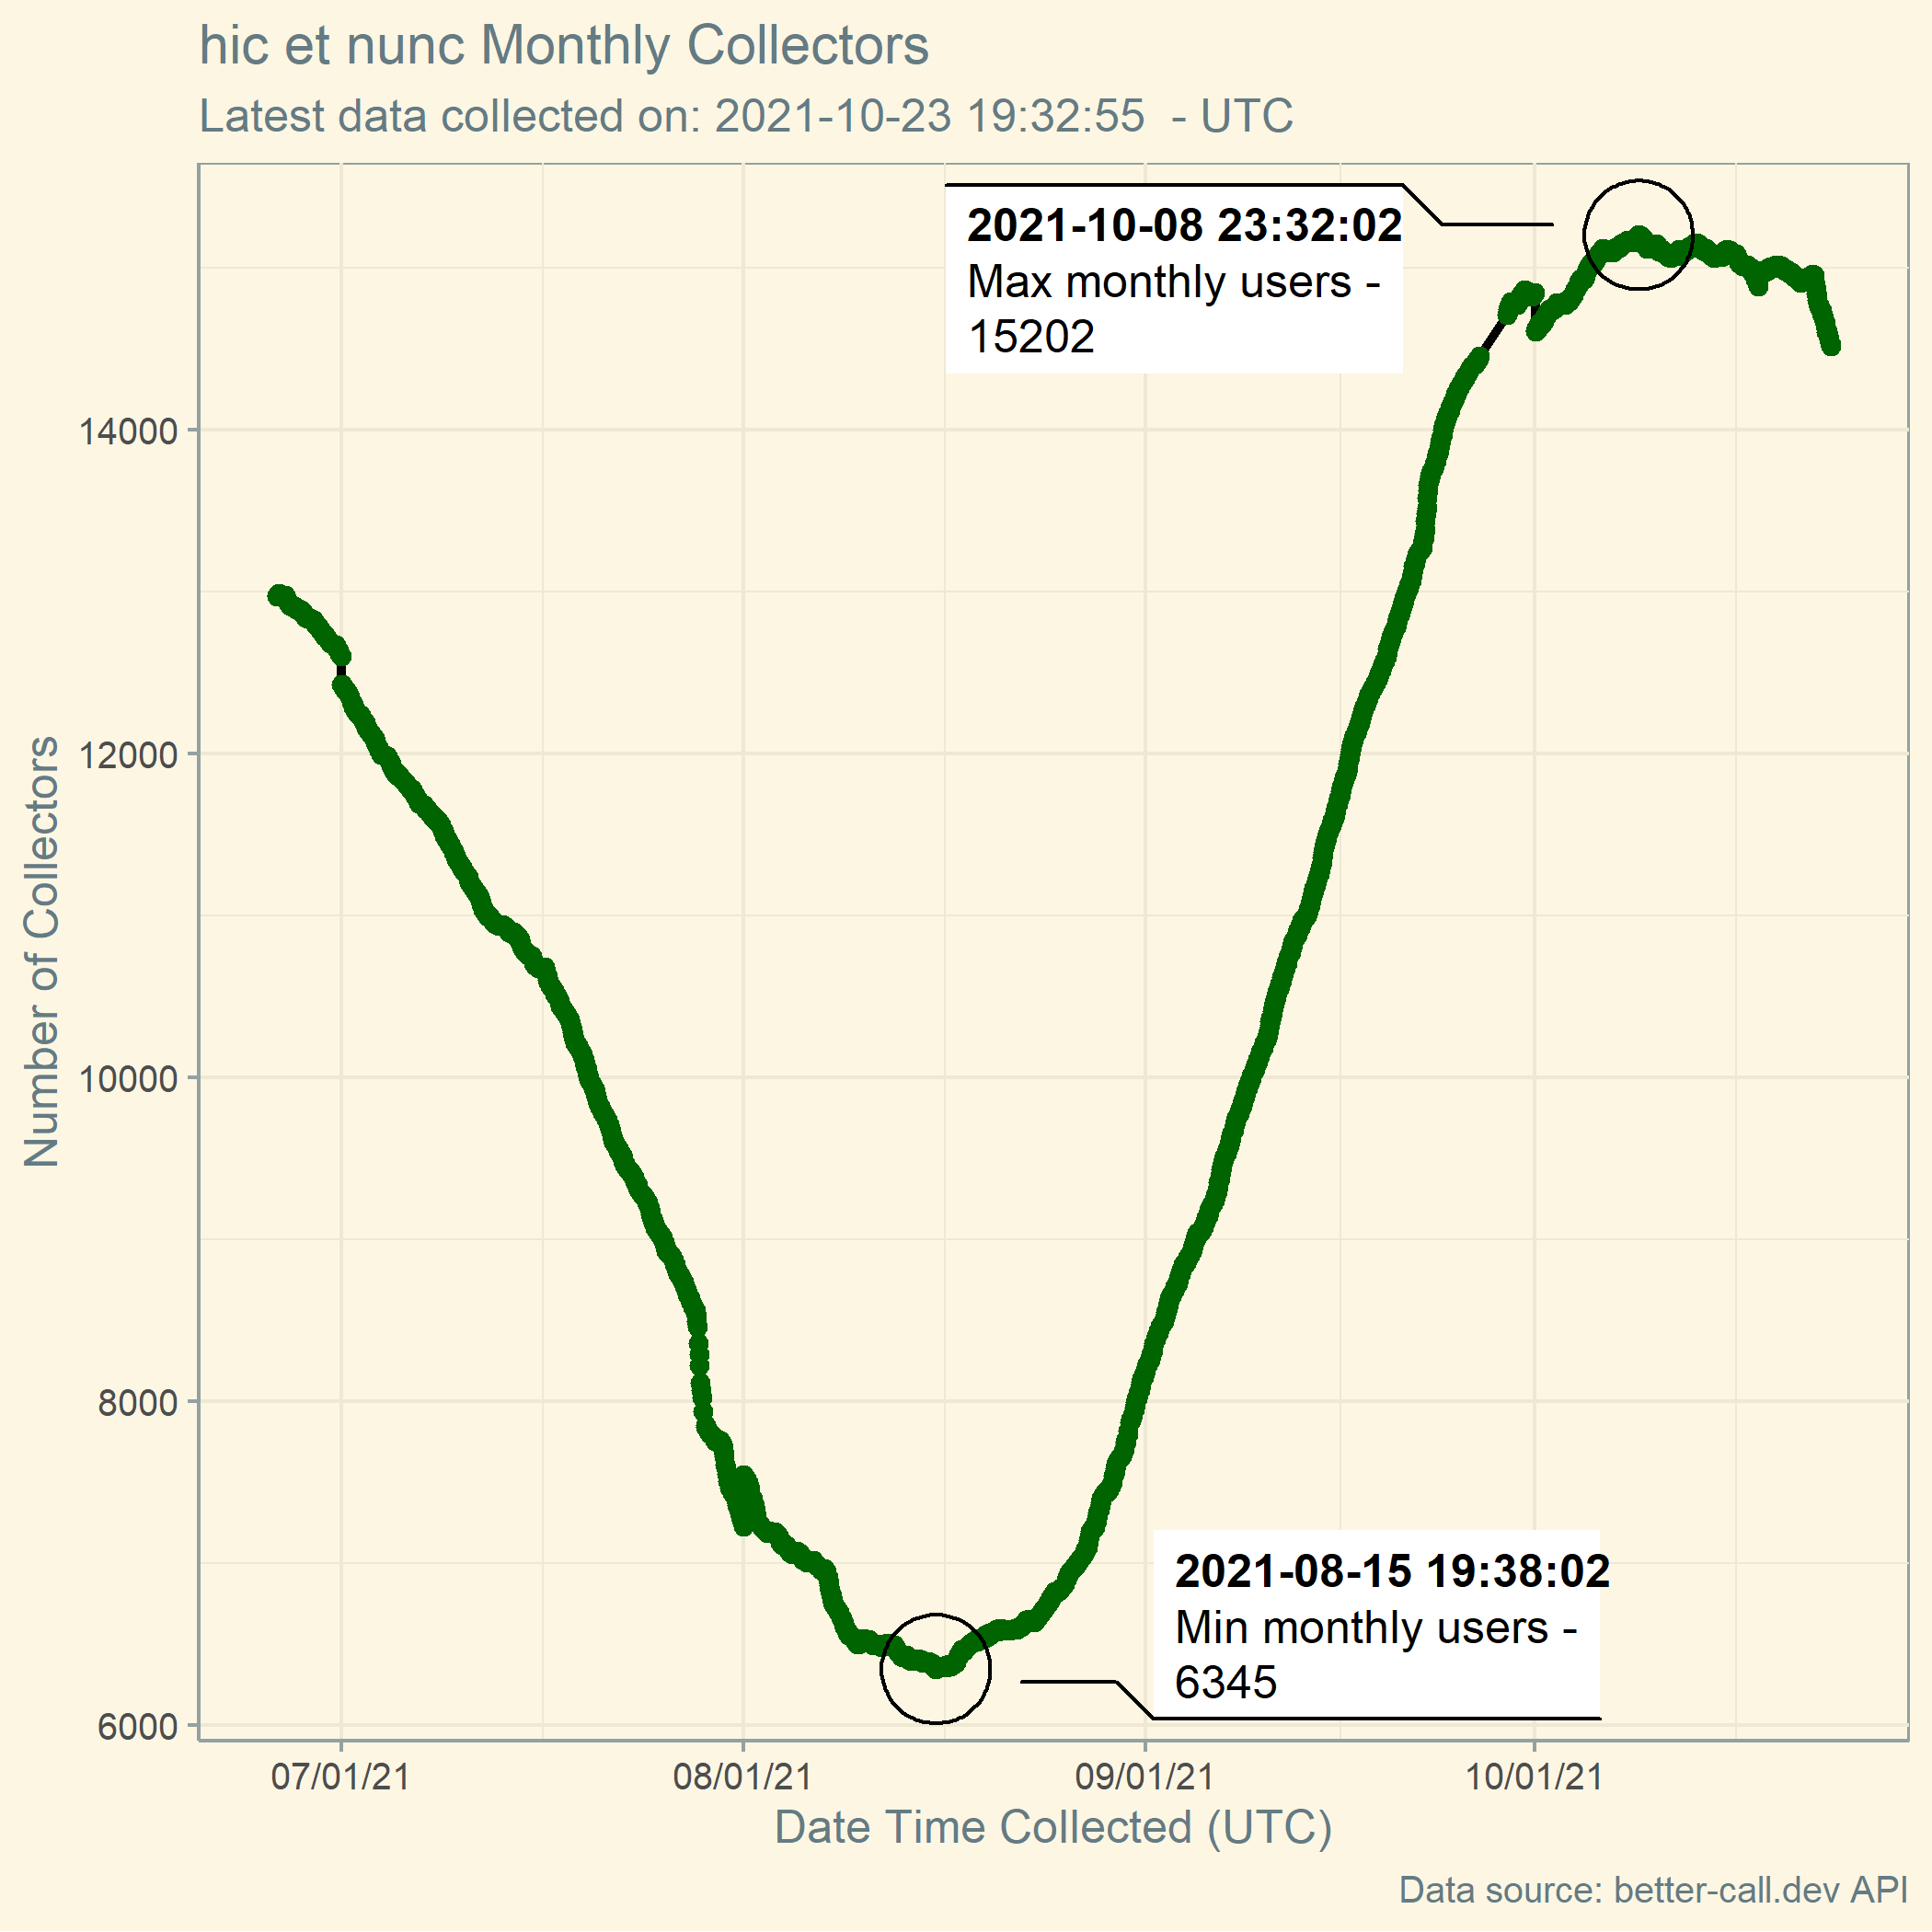 hic et nunc Monthly Collectors
Latest data collected on: 2021-10-23 19:32:55  - UTC
2021-10-08 23:32:02
Max monthly users -
15202
14000
12000
10000
8000
6000
Number of Collectors
2021-08-15 19:38:02
Min monthly users -
6345
07/01/21
08/01/21
09/01/21
10/01/21
Date Time Collected (UTC)
Data source: better-call.dev API